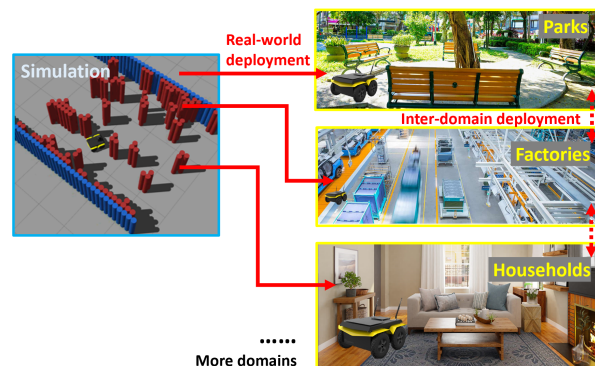 Simulation
Real-world
deployment
Parks
Inter-domain deployment
Factories
Households
......
More domains